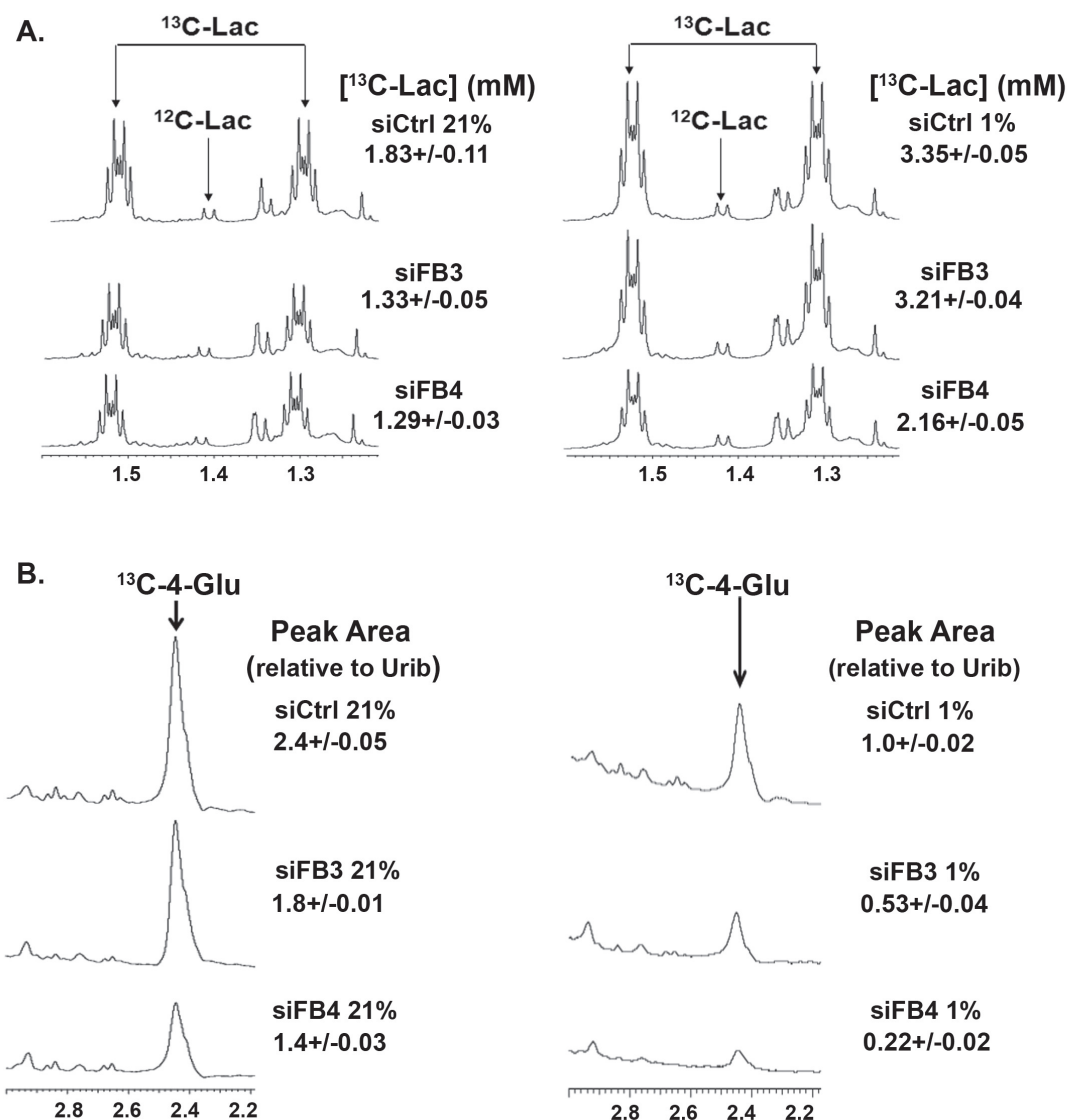 A.
¹³C-Lac
¹²C-Lac
[¹³C-Lac] (mM)
siCtrl 21%
1.83+/-0.11
siFB3
1.33+/-0.05
siFB4
1.29+/-0.03
1.5 1.4 1.3
¹³C-Lac
¹²C-Lac
[¹³C-Lac] (mM)
siCtrl 1%
3.35+/-0.05
siFB3
3.21+/-0.04
siFB4
2.16+/-0.05
1.5 1.4 1.3
B.
¹³C-4-Glu
Peak Area
(relative to Urib)
siCtrl 21%
2.4+/-0.05
siFB3 21%
1.8+/-0.01
siFB4 21%
1.4+/-0.03
2.8 2.6 2.4 2.2
¹³C-4-Glu
Peak Area
(relative to Urib)
siCtrl 1%
1.0+/-0.02
siFB3 1%
0.53+/-0.04
siFB4 1%
0.22+/-0.02
2.8 2.6 2.4 2.2